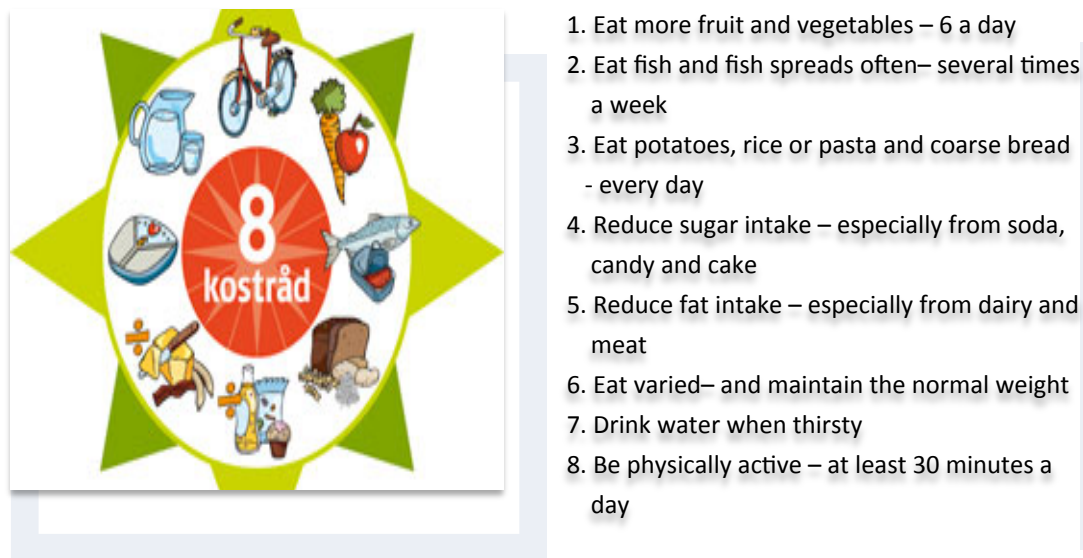 8
kostråd
1. Eat more fruit and vegetables – 6 a day
2. Eat fish and fish spreads often– several times
a week
3. Eat potatoes, rice or pasta and coarse bread
- every day
4. Reduce sugar intake – especially from soda,
candy and cake
5. Reduce fat intake – especially from dairy and
meat
6. Eat varied– and maintain the normal weight
7. Drink water when thirsty
8. Be physically active – at least 30 minutes a
day